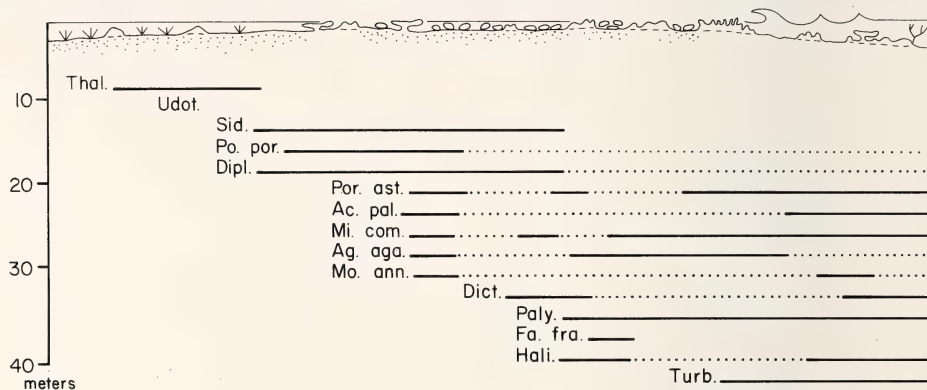 Thal.
10
Udot.
Sid.
Po. por.
Dipl.
20
Por. ast.
Ac. pal.
Mi. com.
Ag. aga.
30
Mo. ann.
Dict.
Paly.
Fa. fra.
Hali.
40
Turb.
meters